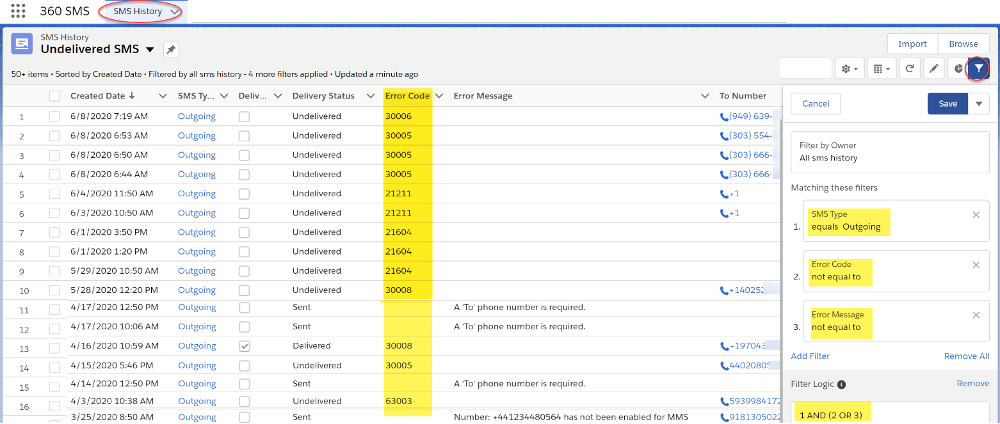 360 SMS SMS History
SMS History
Undelivered SMS
Import Browse
50+ items • Sorted by Created Date • Filtered by all sms history - 4 more filters applied • Updated a minute ago
Created Date SMS Ty... Deliv... Delivery Status Error Code Error Message To Number
1 6/8/2020 7:19 AM Outgoing Undelivered 30006 (949) 639-
2 6/8/2020 6:53 AM Outgoing Undelivered 30005 (303) 554-
3 6/8/2020 6:50 AM Outgoing Undelivered 30005 (303) 666-
4 6/8/2020 6:44 AM Outgoing Undelivered 30005 (303) 666-
5 6/4/2020 11:50 AM Outgoing Undelivered 21211 +1
6 6/3/2020 10:50 AM Outgoing Undelivered 21211 +1
7 6/1/2020 3:50 PM Outgoing Undelivered 21604
8 6/1/2020 1:20 PM Outgoing Undelivered 21604
9 5/29/2020 10:50 AM Outgoing Undelivered 21604
10 5/28/2020 12:20 PM Outgoing Undelivered 30008 +140252
11 4/17/2020 12:50 PM Outgoing Sent A 'To' phone number is required.
12 4/17/2020 10:06 AM Outgoing Sent A 'To' phone number is required.
13 4/16/2020 10:59 AM Outgoing Delivered 30008 +197043
14 4/15/2020 5:46 PM Outgoing Undelivered 30005 44020805
15 4/14/2020 12:50 PM Outgoing Sent A 'To' phone number is required.
16 4/3/2020 10:38 AM Outgoing Undelivered 63003 5939984172
3/25/2020 8:50 AM Outgoing Sent Number: +441234480564 has not been enabled for MMS 9181305022
Cancel Save
Filter by Owner
All sms history
Matching these filters
SMS Type
1. equals Outgoing
Error Code
2. not equal to
Error Message
3. not equal to
Add Filter Remove All
Filter Logic Remove
1 AND (2 OR 3)